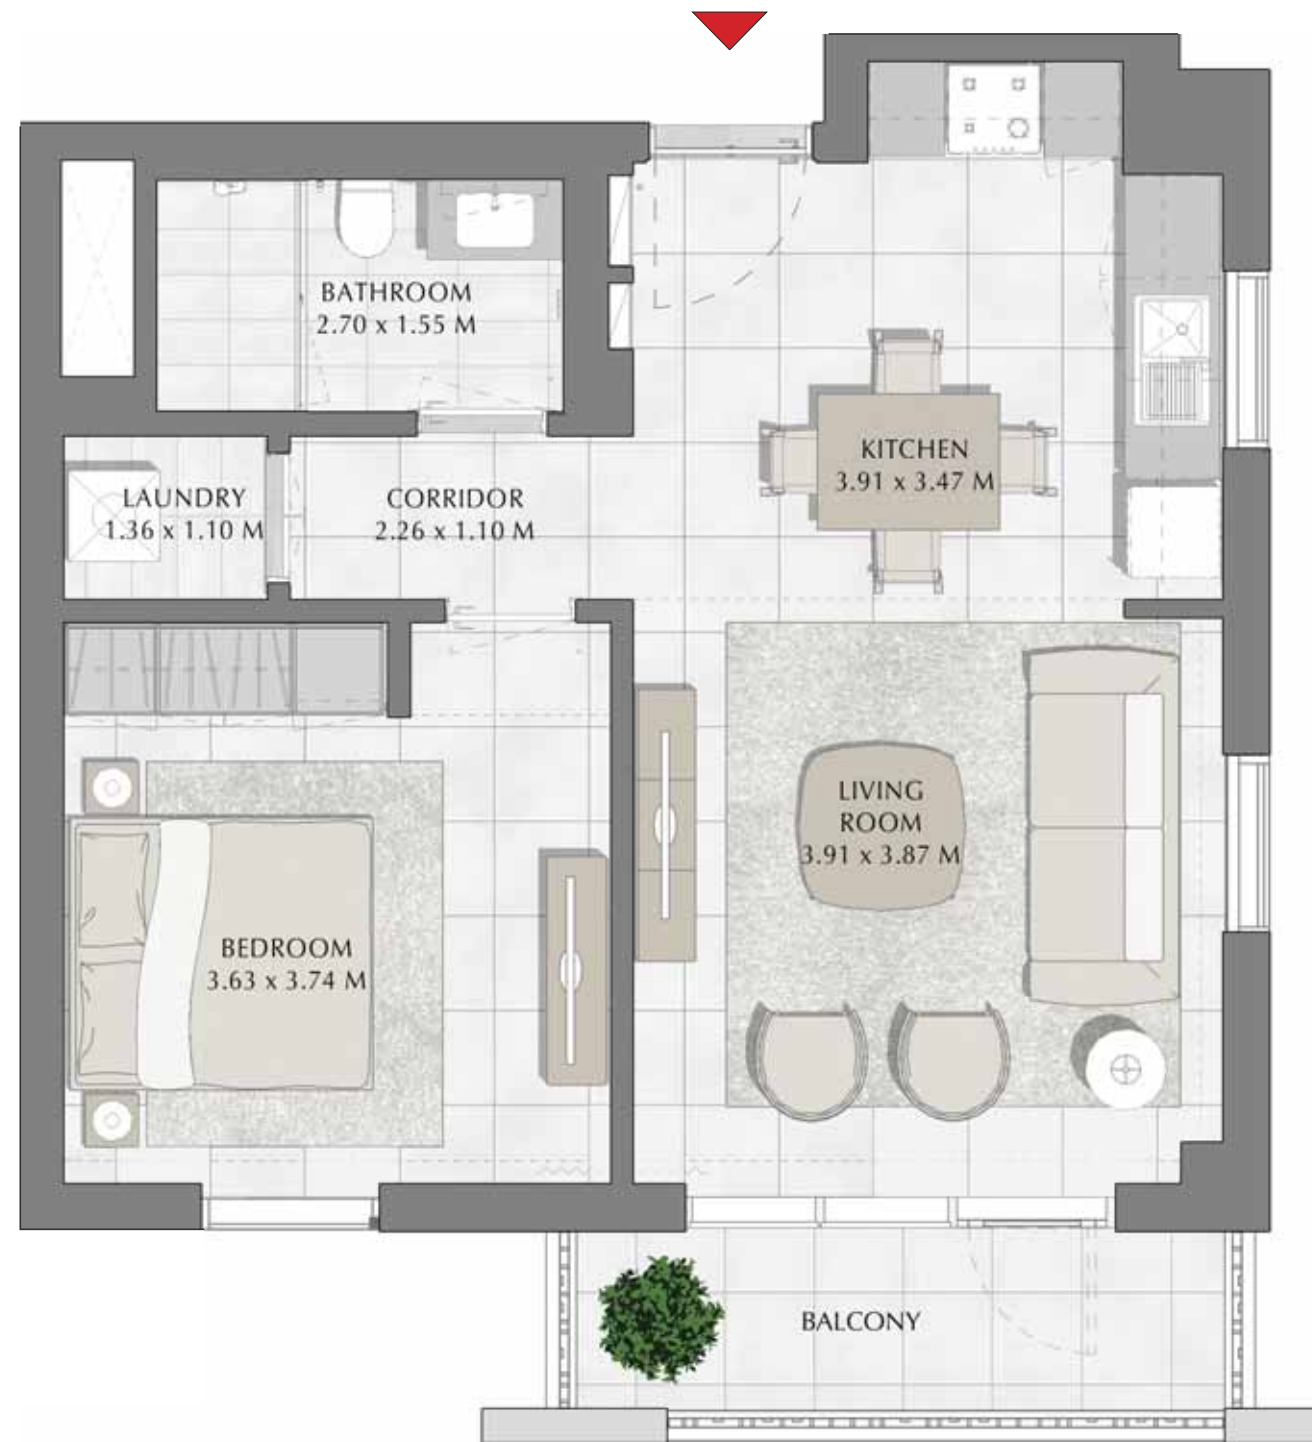 BATHROOM
2.70 x 1.55 M
KITCHEN
3.91 x 3.47 M
LAUNDRY
1.36 x 1.10 M
CORRIDOR
2.26 x 1.10 M
LIVING
ROOM
3.91 x 3.87 M
BEDROOM
3.63 x 3.74 M
BALCONY